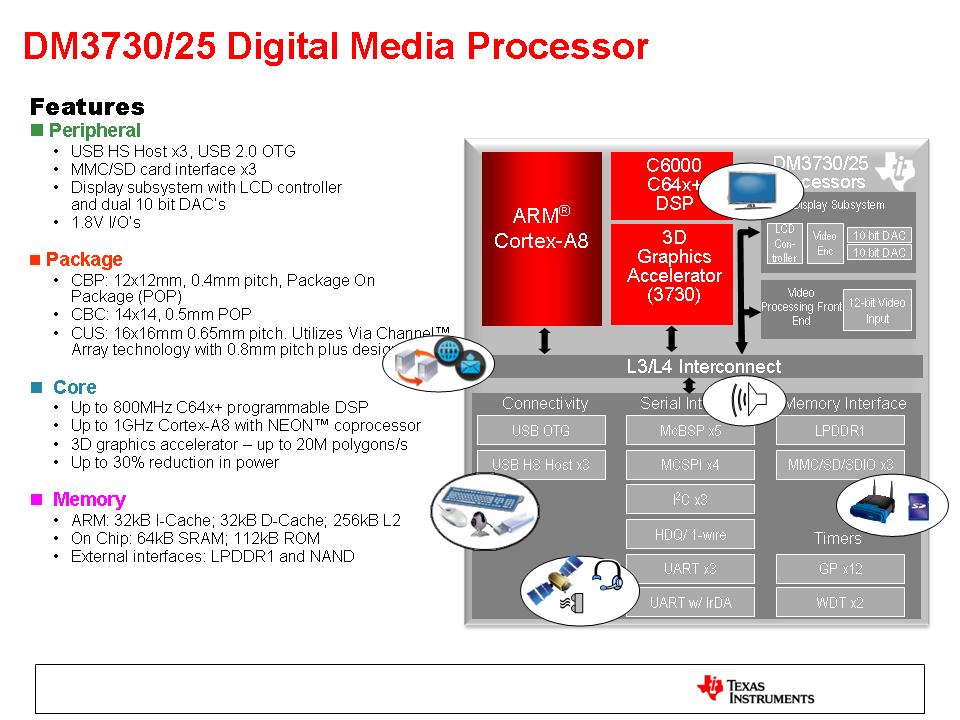 DM3730/25 Digital Media Processor
Features
Peripheral
• USB HS Host x3, USB 2.0 OTG
• MMC/SD card interface x3
• Display subsystem with LCD controller
and dual 10 bit DAC's
• 1.8V I/O's
Package
• CBP: 12x12mm, 0.4mm pitch, Package On
Package (POP)
• CBC: 14x14, 0.5mm POP
• CUS: 16x16mm 0.65mm pitch. Utilizes Via Channel™
Array technology with 0.8mm pitch plus
Core
• Up to 800MHz C64x+ programmable DSP
• Up to 1GHz Cortex-A8 with NEON™ coprocessor
• 3D graphics accelerator – up to 20M polygons/s
• Up to 30% reduction in power
Memory
• ARM: 32kB I-Cache; 32kB D-Cache; 256kB L2
• On Chip: 64kB SRAM; 112kB ROM
• External interfaces: LPDDR1 and NAND
ARM®
Cortex-A8
C6000
C64x+
DSP
3D
Graphics
Accelerator
(3730)
DM3730/25
Display Subsystem
LCD
Con-
troller
Video
Enc
10 bit DAC
10 bit DAC
Video
Processing Front
End
12-bit Video
Input
L3/L4 Interconnect
Connectivity
USB OTG
USB HS Host x3
Serial
McBSP x5
MCSPI x4
I²C x3
HDQ/ 1-wire
UART x3
UART w/ IrDA
Memory Interface
LPDDR1
MMC/SD/SDIO x3
Timers
GP x12
WDT x2
TEXAS
INSTRUMENTS